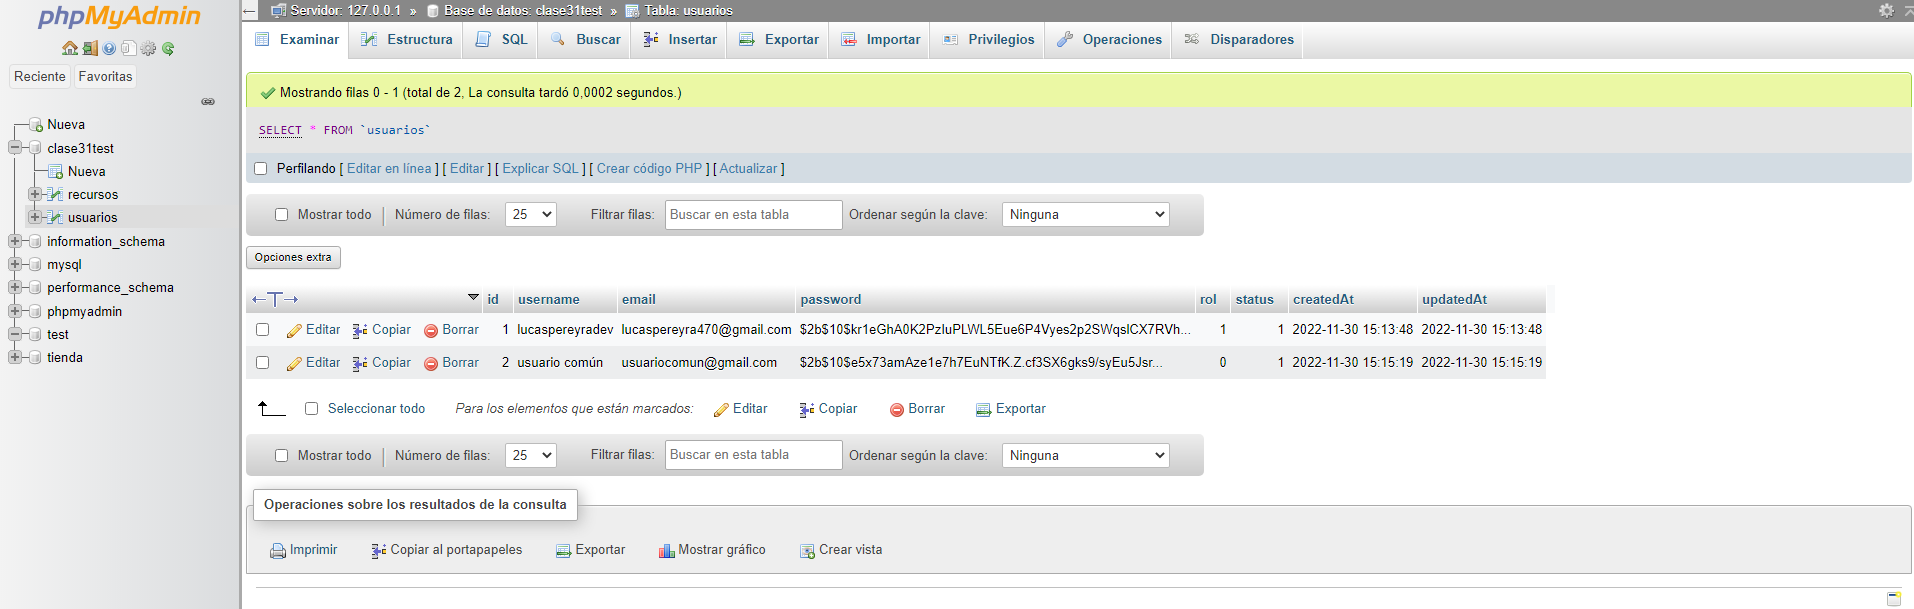 phpMyAdmin
Reciente Favoritas
Nueva
clase31test
Nueva
recursos
usuarios
information_schema
mysql
performance_schema
phpmyadmin
test
tienda
Servidor: 127.0.0.1 » Base de datos: clase31test » Tabla: usuarios
Examinar Estructura SQL Buscar Insertar Exportar Importar Privilegios Operaciones Disparadores
Mostrando filas 0 - 1 (total de 2, La consulta tardó 0,0002 segundos.)
SELECT * FROM `usuarios`
Perfilando [ Editar en línea ] [ Editar ] [ Explicar SQL ] [ Crear código PHP ] [ Actualizar ]
Mostrar todo Número de filas: 25 Filtrar filas: Buscar en esta tabla Ordenar según la clave: Ninguna
Opciones extra
←T→ id username email password rol status createdAt updatedAt
Editar Copiar Borrar 1 lucaspereyradev lucaspereyra470@gmail.com $2b$10$kr1eGhA0K2PzIuPLWL5Eue6P4Vyes2p2SWqslCX7RVh... 1 1 2022-11-30 15:13:48 2022-11-30 15:13:48
Editar Copiar Borrar 2 usuario común usuariocomun@gmail.com $2b$10$e5x73amAze1e7h7EuNTfK.Z.cf3SX6gks9/syEu5Jsr... 0 1 2022-11-30 15:15:19 2022-11-30 15:15:19
Seleccionar todo Para los elementos que están marcados: Editar Copiar Borrar Exportar
Mostrar todo Número de filas: 25 Filtrar filas: Buscar en esta tabla Ordenar según la clave: Ninguna
Operaciones sobre los resultados de la consulta
Imprimir Copiar al portapapeles Exportar Mostrar gráfico Crear vista